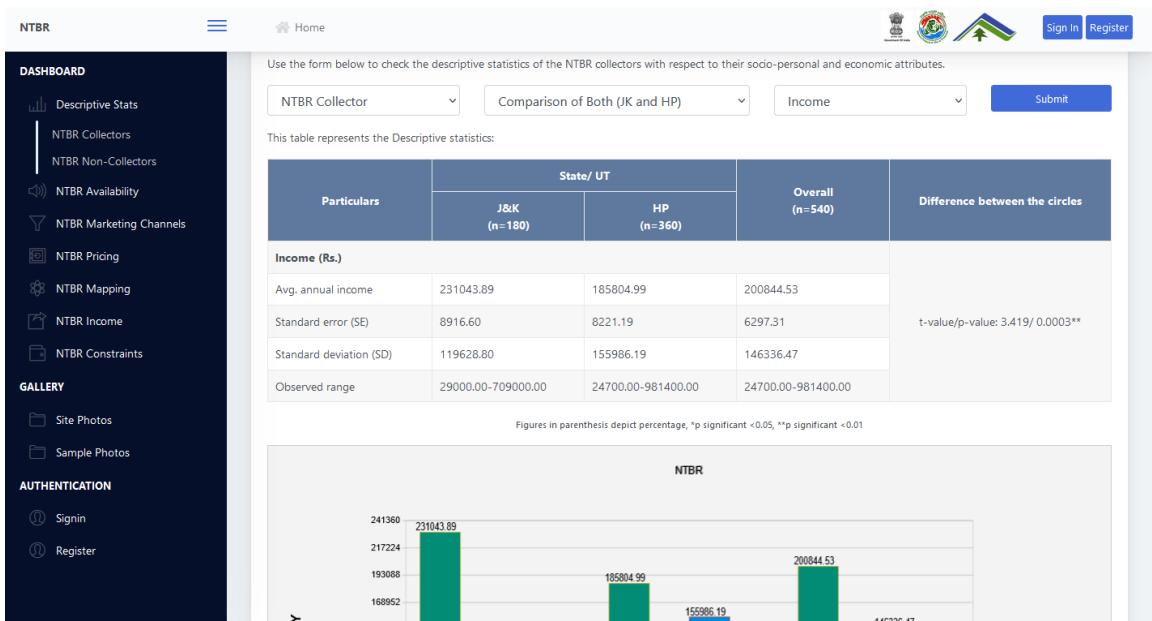 NTBR
Home
Sign In
Register
DASHBOARD
Descriptive Stats
NTBR Collectors
NTBR Non-Collectors
NTBR Availability
NTBR Marketing Channels
NTBR Pricing
NTBR Mapping
NTBR Income
NTBR Constraints
GALLERY
Site Photos
Sample Photos
AUTHENTICATION
Signin
Register
Use the form below to check the descriptive statistics of the NTBR collectors with respect to their socio-personal and economic attributes.
NTBR Collector
Comparison of Both (JK and HP)
Income
Submit
This table represents the Descriptive statistics:
Particulars
State/ UT
J&K
(n=180)
HP
(n=360)
Overall
(n=540)
Difference between the circles
Income (Rs.)
Avg. annual income 231043.89 185804.99 200844.53
Standard error (SE) 8916.60 8221.19 6297.31
t-value/p-value: 3.419/ 0.0003**
Standard deviation (SD) 119628.80 155986.19 146336.47
Observed range 29000.00-709000.00 24700.00-981400.00 24700.00-981400.00
Figures in parenthesis depict percentage, *p significant <0.05, **p significant <0.01
NTBR
241360
217224
193088
168952
231043.89
185804.99
155986.19
200844.53
146336.47